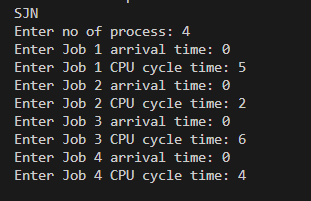 SJN
Enter no of process: 4
Enter Job 1 arrival time: 0
Enter Job 1 CPU cycle time: 5
Enter Job 2 arrival time: 0
Enter Job 2 CPU cycle time: 2
Enter Job 3 arrival time: 0
Enter Job 3 CPU cycle time: 6
Enter Job 4 arrival time: 0
Enter Job 4 CPU cycle time: 4